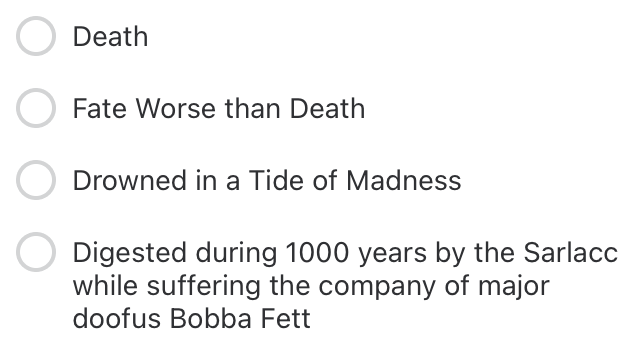 Death
Fate Worse than Death
Drowned in a Tide of Madness
Digested during 1000 years by the Sarlacc
while suffering the company of major
doofus Bobba Fett